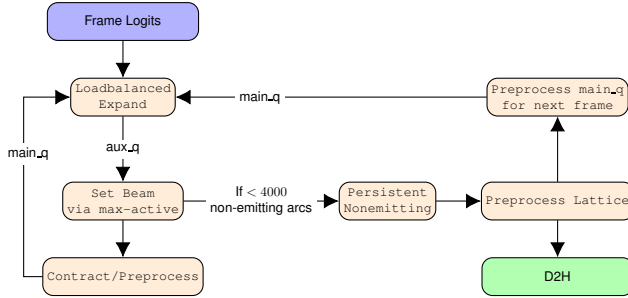 Frame Logits
Loadbalanced
Expand
main_q
Preprocess main_q
for next frame
main_q
aux_q
Set Beam
via max-active
If < 4000
non-emitting arcs
Persistent
Nonemitting
Preprocess Lattice
Contract/Preprocess
D2H